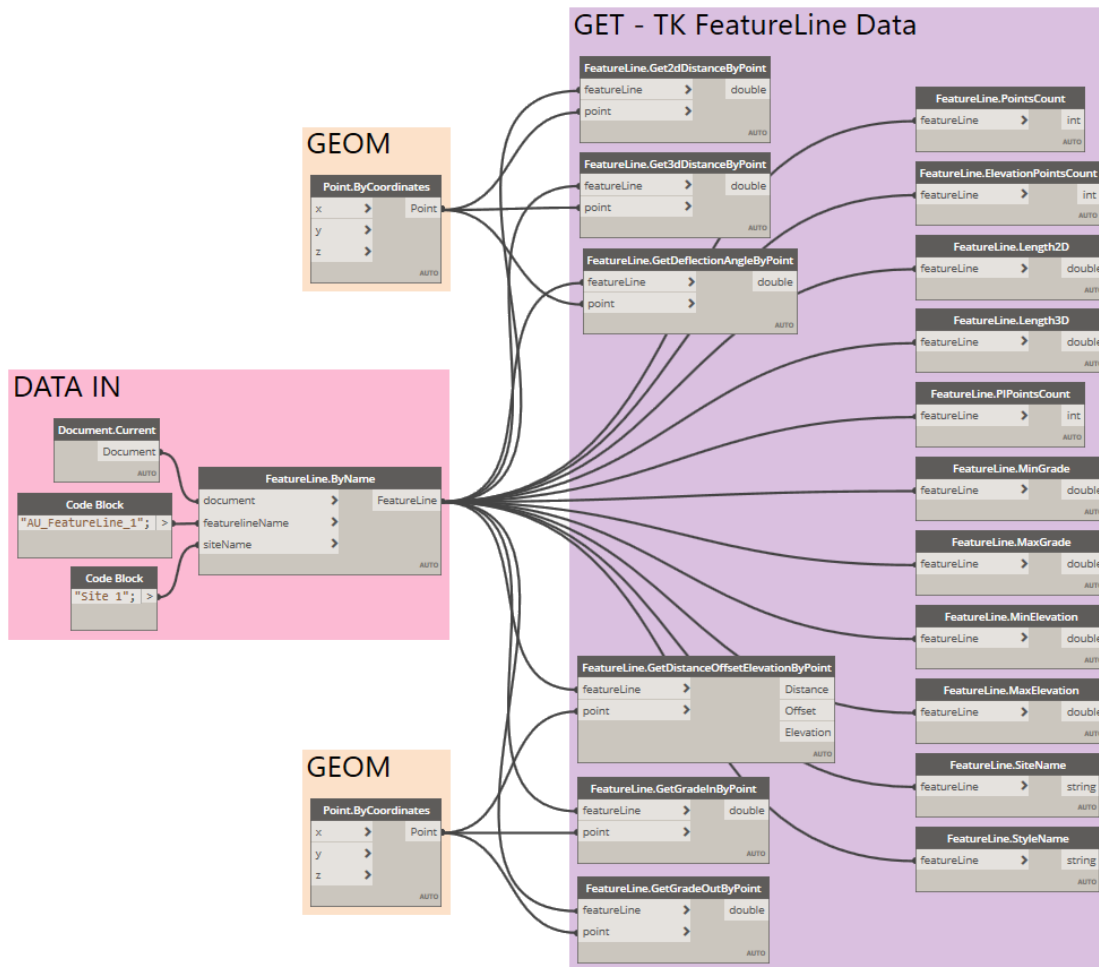 GET - TK FeatureLine Data
FeatureLine.Get2dDistanceByPoint
featureLine > double
point >
AUTO
FeatureLine.Get3dDistanceByPoint
featureLine > double
point >
AUTO
FeatureLine.GetDeflectionAngleByPoint
featureLine > double
point >
AUTO
GEOM
Point.ByCoordinates
x > Point
y >
z >
AUTO
DATA IN
Document.Current
Document
AUTO
Code Block
"AU_FeatureLine_1"; >
Code Block
"Site 1"; >
FeatureLine.ByName
document > FeatureLine
featurelineName >
siteName >
AUTO
GEOM
Point.ByCoordinates
x > Point
y >
z >
AUTO
FeatureLine.GetDistanceOffsetElevationByPoint
featureLine > Distance
point > Offset
Elevation
AUTO
FeatureLine.GetGradeInByPoint
featureLine > double
point >
AUTO
FeatureLine.GetGradeOutByPoint
featureLine > double
point >
AUTO
FeatureLine.PointsCount
featureLine > int
AUTO
FeatureLine.ElevationPointsCount
featureLine > int
AUTO
FeatureLine.Length2D
featureLine > double
AUTO
FeatureLine.Length3D
featureLine > double
AUTO
FeatureLine.PIPointsCount
featureLine > int
AUTO
FeatureLine.MinGrade
featureLine > double
AUTO
FeatureLine.MaxGrade
featureLine > double
AUTO
FeatureLine.MinElevation
featureLine > double
AUTO
FeatureLine.MaxElevation
featureLine > double
AUTO
FeatureLine.SiteName
featureLine > string
AUTO
FeatureLine.StyleName
featureLine > string
AUTO